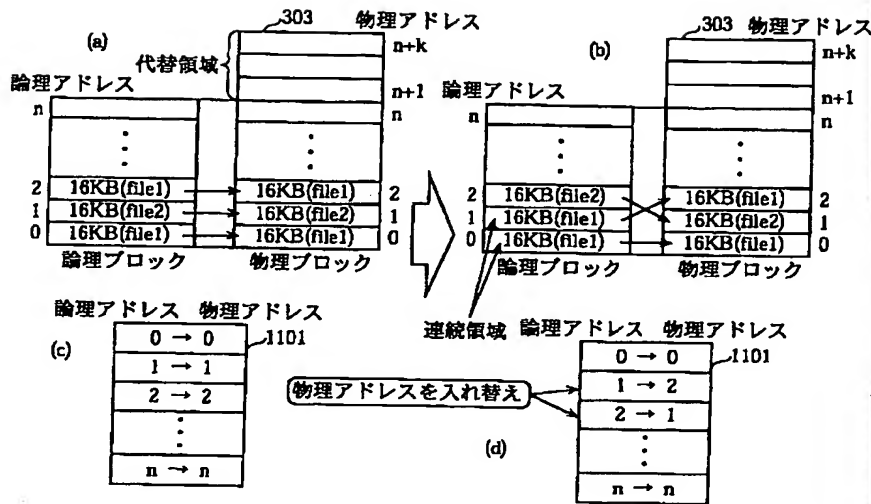 (a)
303
物理アドレス
n+k
代替領域
論理アドレス
n+1
n
n
2 16KB(file1) → 16KB(file1) 2
1 16KB(file2) → 16KB(file2) 1
0 16KB(file1) → 16KB(file1) 0
論理ブロック 物理ブロック
(b)
303 物理アドレス
n+k
論理アドレス
n+1
n
n
2 16KB(file2) 16KB(file1) 2
1 16KB(file1) 16KB(file2) 1
0 16KB(file1) → 16KB(file1) 0
論理ブロック 物理ブロック
連続領域
(c)
論理アドレス 物理アドレス
1101
0 → 0
1 → 1
2 → 2
n → n
論理アドレス 物理アドレス
1101
0 → 0
1 → 2
2 → 1
n → n
物理アドレスを入れ替え
(d)